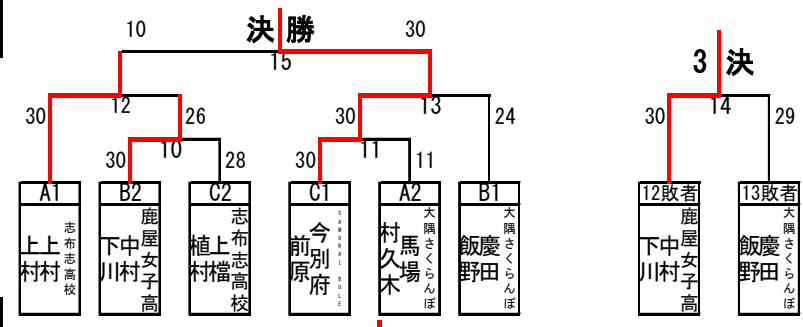 10
決勝
30
15
3決
30
12
26
30
13
24
30
14
29
30
10
28
30
11
11
A1
B2
C2
C1
A2
B1
12敗者
13敗者
上村
上村
志布志高校
下川
中村
鹿屋女子高
植村
上檔
志布志高校
前原
今別府
SAMURAI BULE
村久木
馬場
大隅さくらんぼ
飯野
慶田
大隅さくらんぼ
下川
中村
鹿屋女子高
飯野
慶田
大隅さくらんぼ